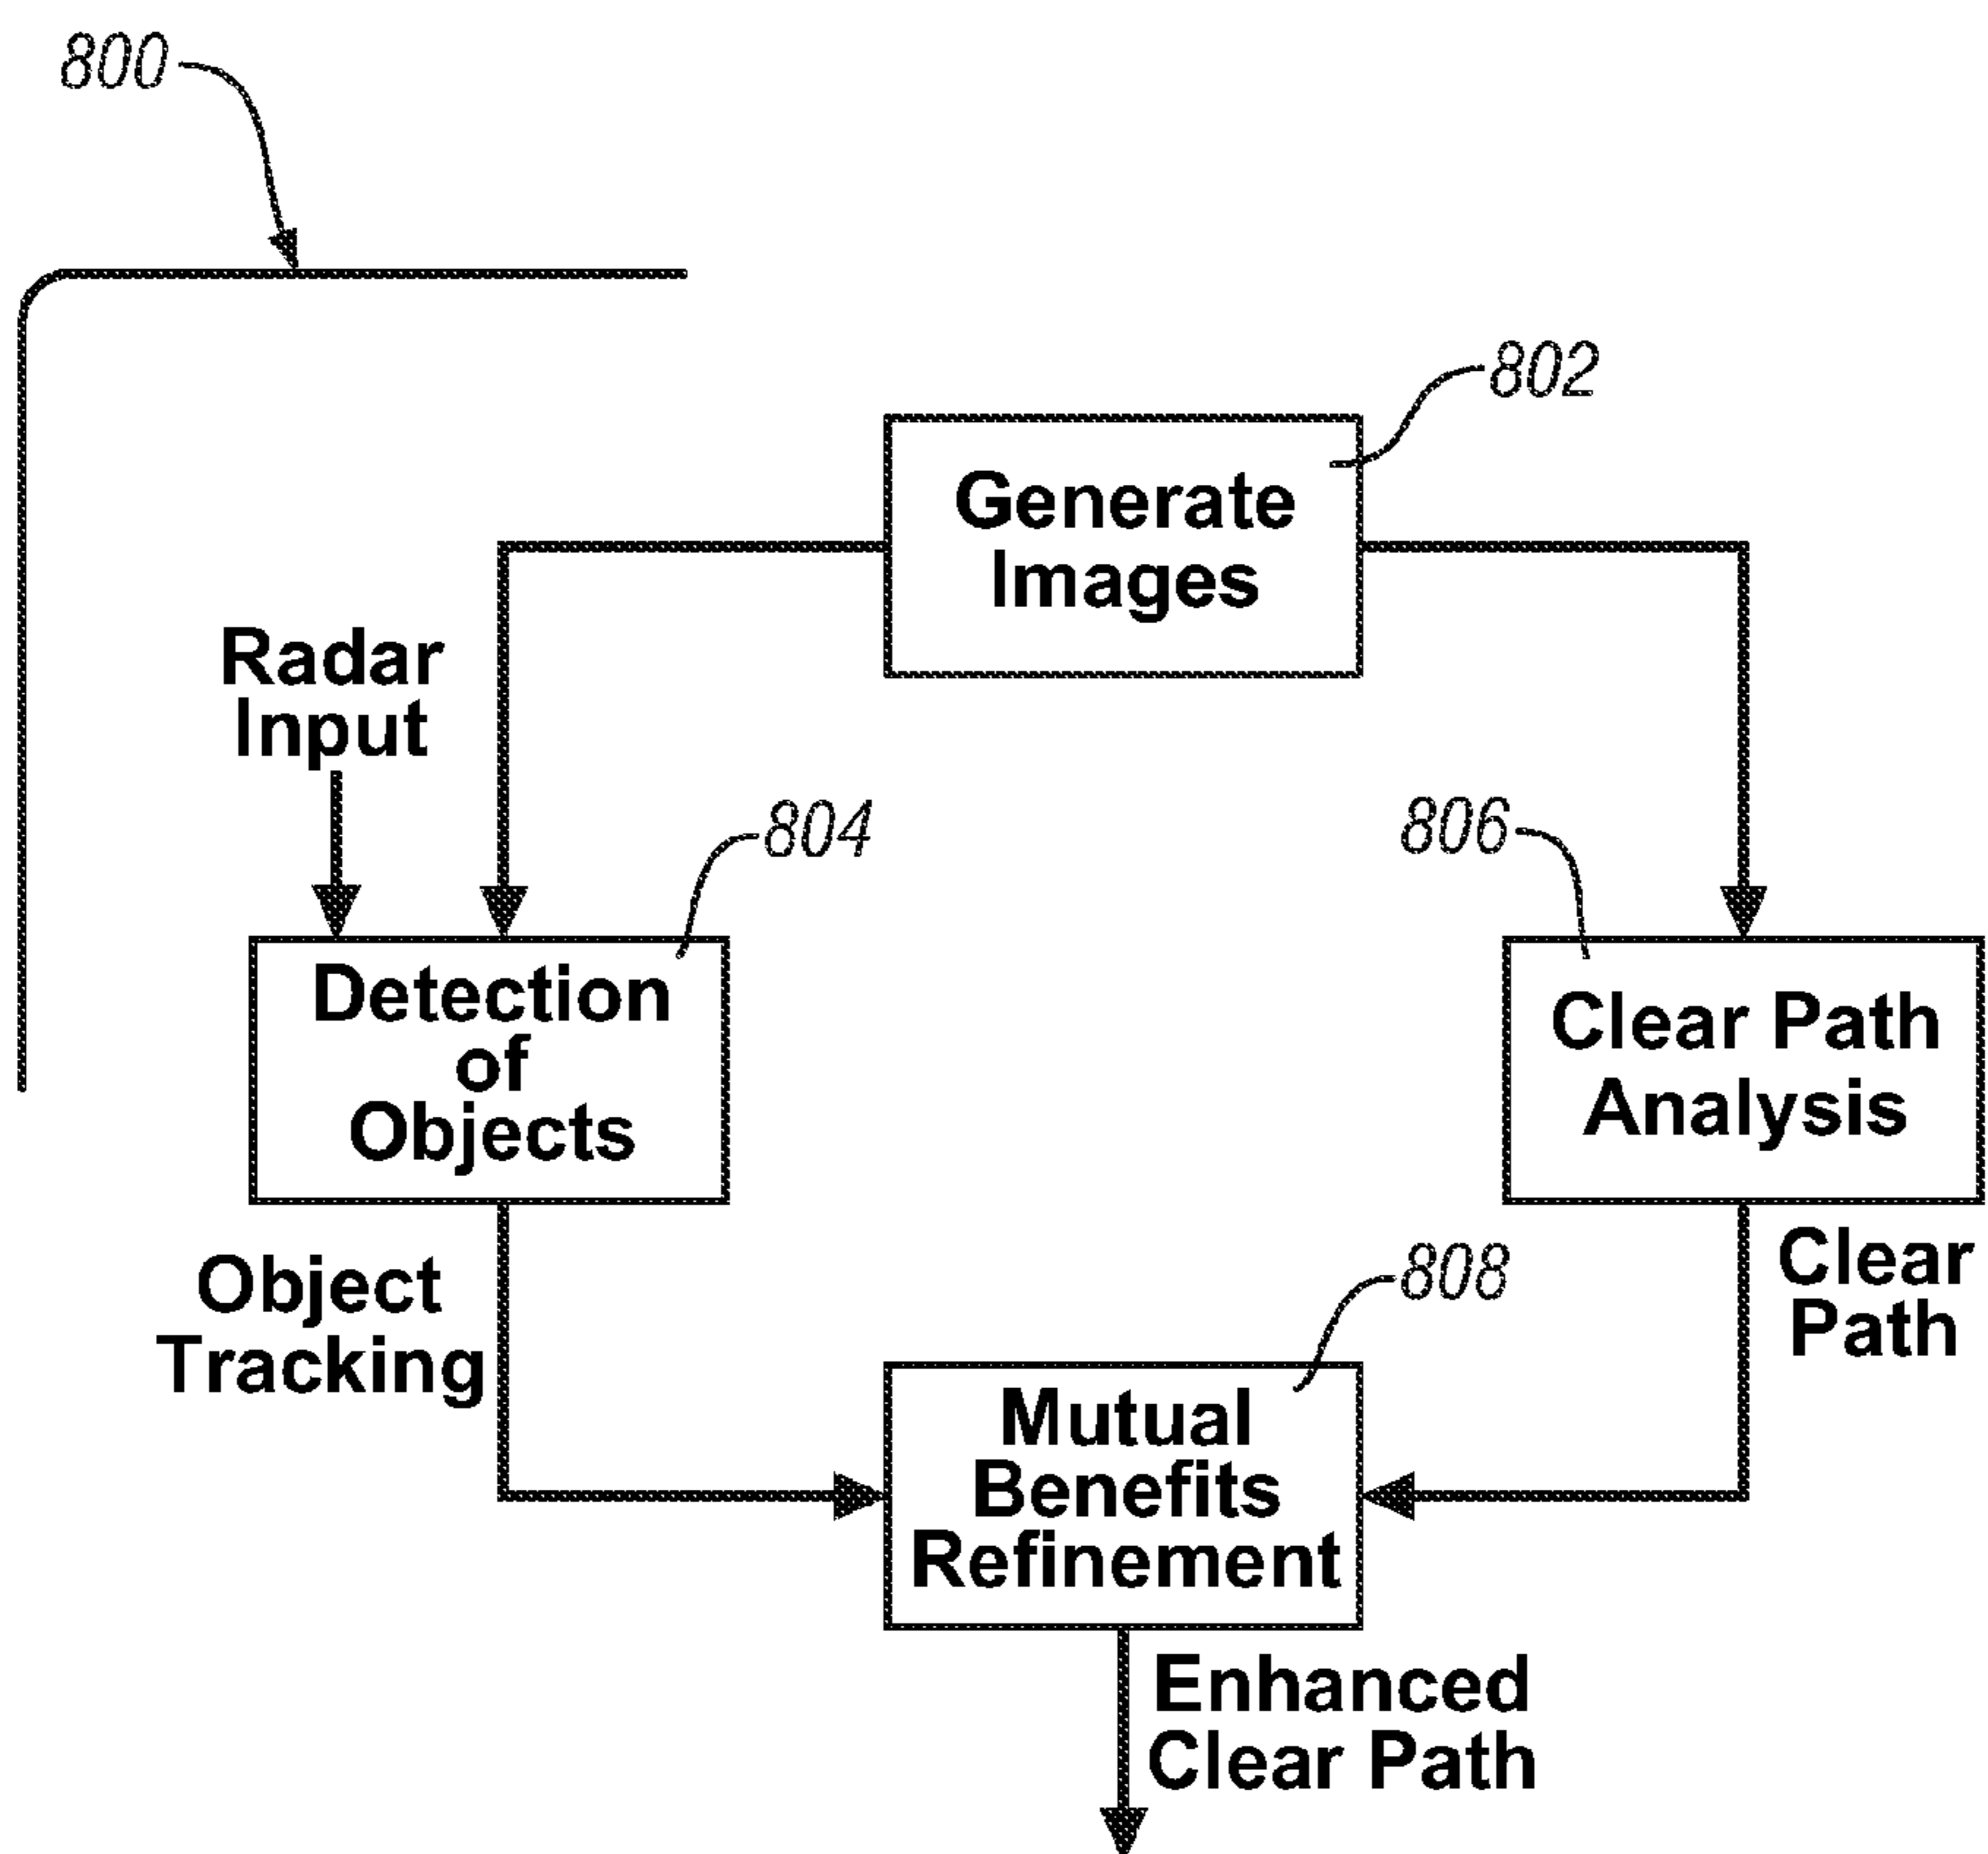 800
802
Generate
Images
Radar
Input
804
806
Detection
of
Objects
Clear Path
Analysis
Object
Tracking
808
Clear
Path
Mutual
Benefits
Refinement
Enhanced
Clear Path